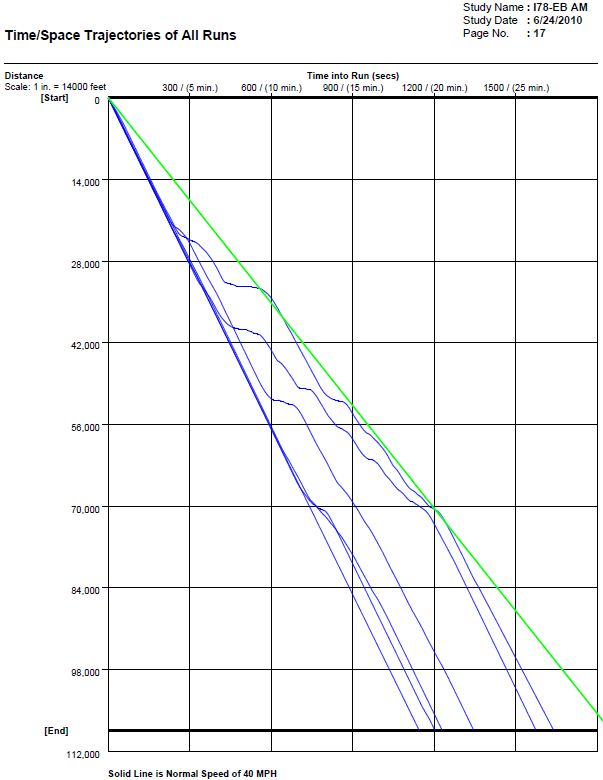 Study Name : I78-EB AM
Study Date : 6/24/2010
Page No. : 17
Time/Space Trajectories of All Runs
Distance
Time into Run (secs)
Scale: 1 in. = 14000 feet
300 / (5 min.) 600 / (10 min.) 900 / (15 min.) 1200 / (20 min.) 1500 / (25 min.)
[Start] 0
14,000
28,000
42,000
56,000
70,000
84,000
98,000
[End]
112,000
Solid Line is Normal Speed of 40 MPH